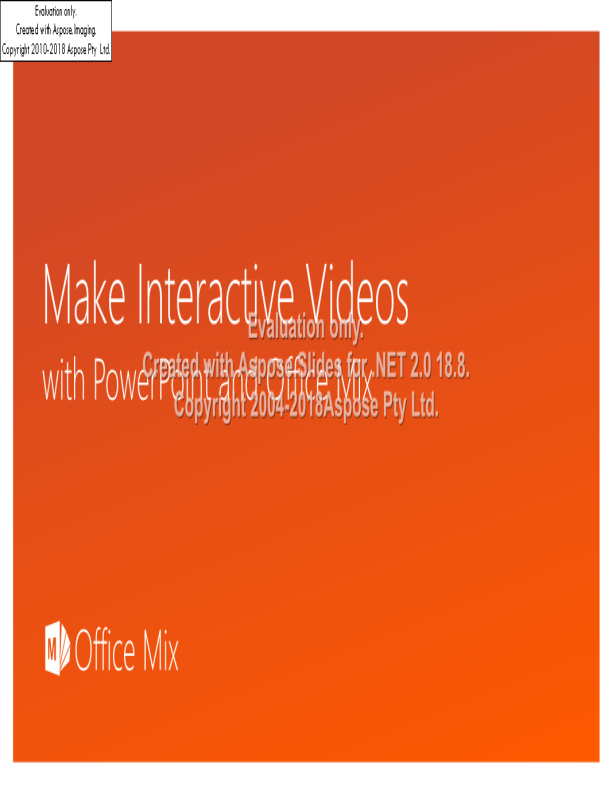 Evaluation only.
Created with Aspose.Imaging.
Copyright 2010-2018 Aspose Pty Ltd.
Make Interactive Videos
Evaluation only.
with PowerPoint and Office Mix
Created with Aspose.Slides for .NET 2.0 18.8.
Copyright 2004-2018Aspose Pty Ltd.
M
Office Mix